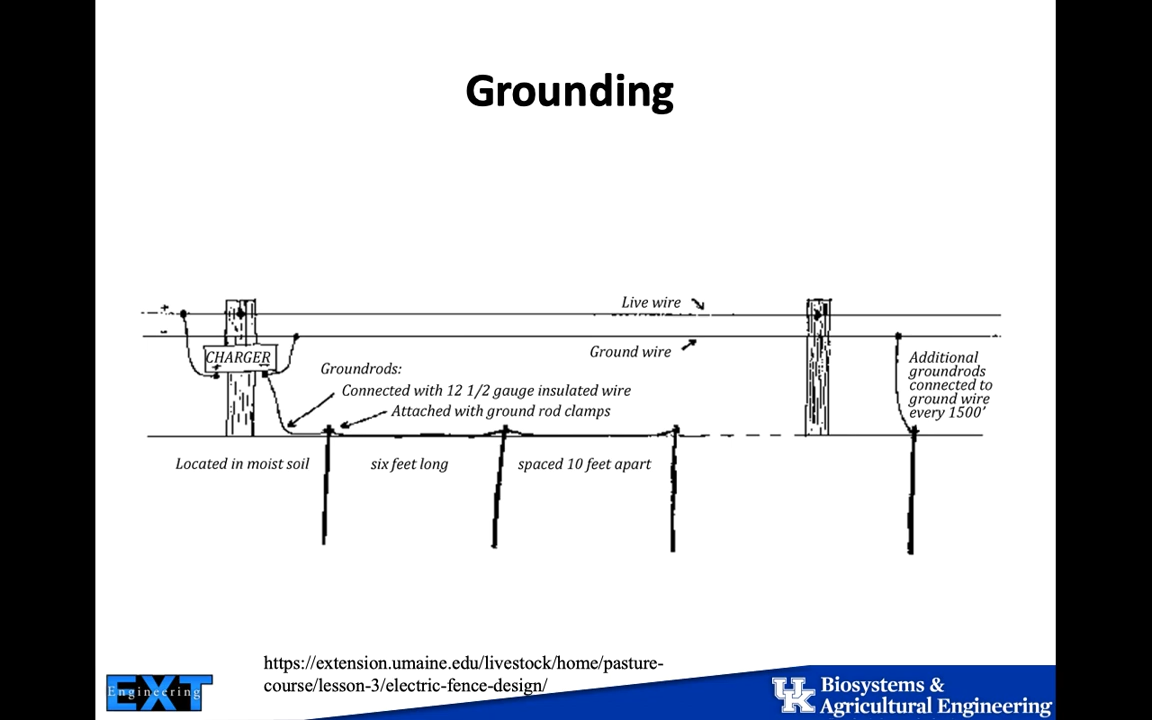 Grounding
+
Live wire
-
Ground wire
CHARGER
+ -
Groundrods:
Connected with 12 1/2 gauge insulated wire
Attached with ground rod clamps
Additional
groundrods
connected to
ground wire
every 1500'
Located in moist soil
six feet long
spaced 10 feet apart
https://extension.umaine.edu/livestock/home/pasture-
course/lesson-3/electric-fence-design/
EXT
Engineering
UK
Biosystems &
Agricultural Engineering